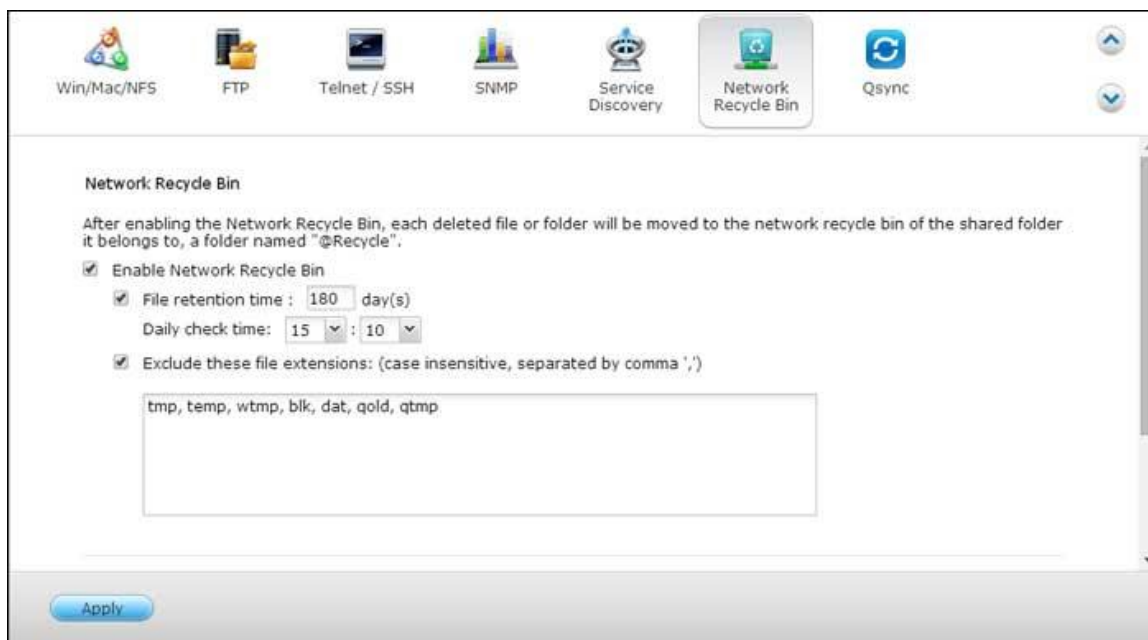 Win/Mac/NFS
FTP
Telnet / SSH
SNMP
Service
Discovery
Network
Recycle Bin
Qsync
Network Recycle Bin
After enabling the Network Recycle Bin, each deleted file or folder will be moved to the network recycle bin of the shared folder
it belongs to, a folder named "@Recycle".
Enable Network Recycle Bin
File retention time : 180 day(s)
Daily check time: 15 : 10
Exclude these file extensions: (case insensitive, separated by comma ',')
tmp, temp, wtmp, blk, dat, qold, qtmp
Apply